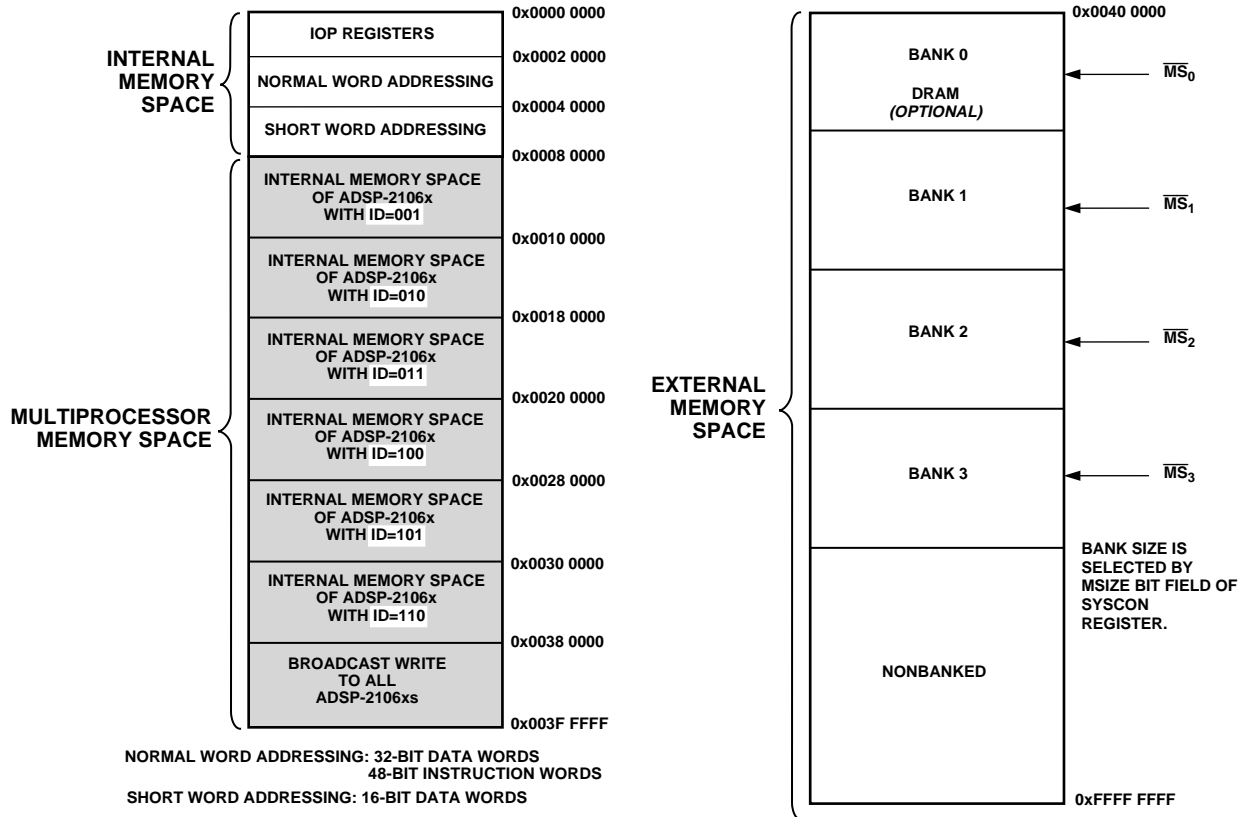 0x0000 0000
IOP REGISTERS
0x0002 0000
INTERNAL
MEMORY
SPACE
NORMAL WORD ADDRESSING
0x0004 0000
SHORT WORD ADDRESSING
0x0008 0000
INTERNAL MEMORY SPACE
OF ADSP-2106x
WITH ID=001
0x0010 0000
INTERNAL MEMORY SPACE
OF ADSP-2106x
WITH ID=010
0x0018 0000
INTERNAL MEMORY SPACE
OF ADSP-2106x
WITH ID=011
0x0020 0000
MULTIPROCESSOR
MEMORY SPACE
INTERNAL MEMORY SPACE
OF ADSP-2106x
WITH ID=100
0x0028 0000
INTERNAL MEMORY SPACE
OF ADSP-2106x
WITH ID=101
0x0030 0000
INTERNAL MEMORY SPACE
OF ADSP-2106x
WITH ID=110
0x0038 0000
BROADCAST WRITE
TO ALL
ADSP-2106xs
0x003F FFFF
NORMAL WORD ADDRESSING: 32-BIT DATA WORDS
48-BIT INSTRUCTION WORDS
SHORT WORD ADDRESSING: 16-BIT DATA WORDS
0x0040 0000
BANK 0
DRAM
(OPTIONAL)
MS0
BANK 1
MS1
BANK 2
MS2
EXTERNAL
MEMORY
SPACE
BANK 3
MS3
BANK SIZE IS
SELECTED BY
MSIZE BIT FIELD OF
SYSCON
REGISTER.
NONBANKED
0xFFFF FFFF